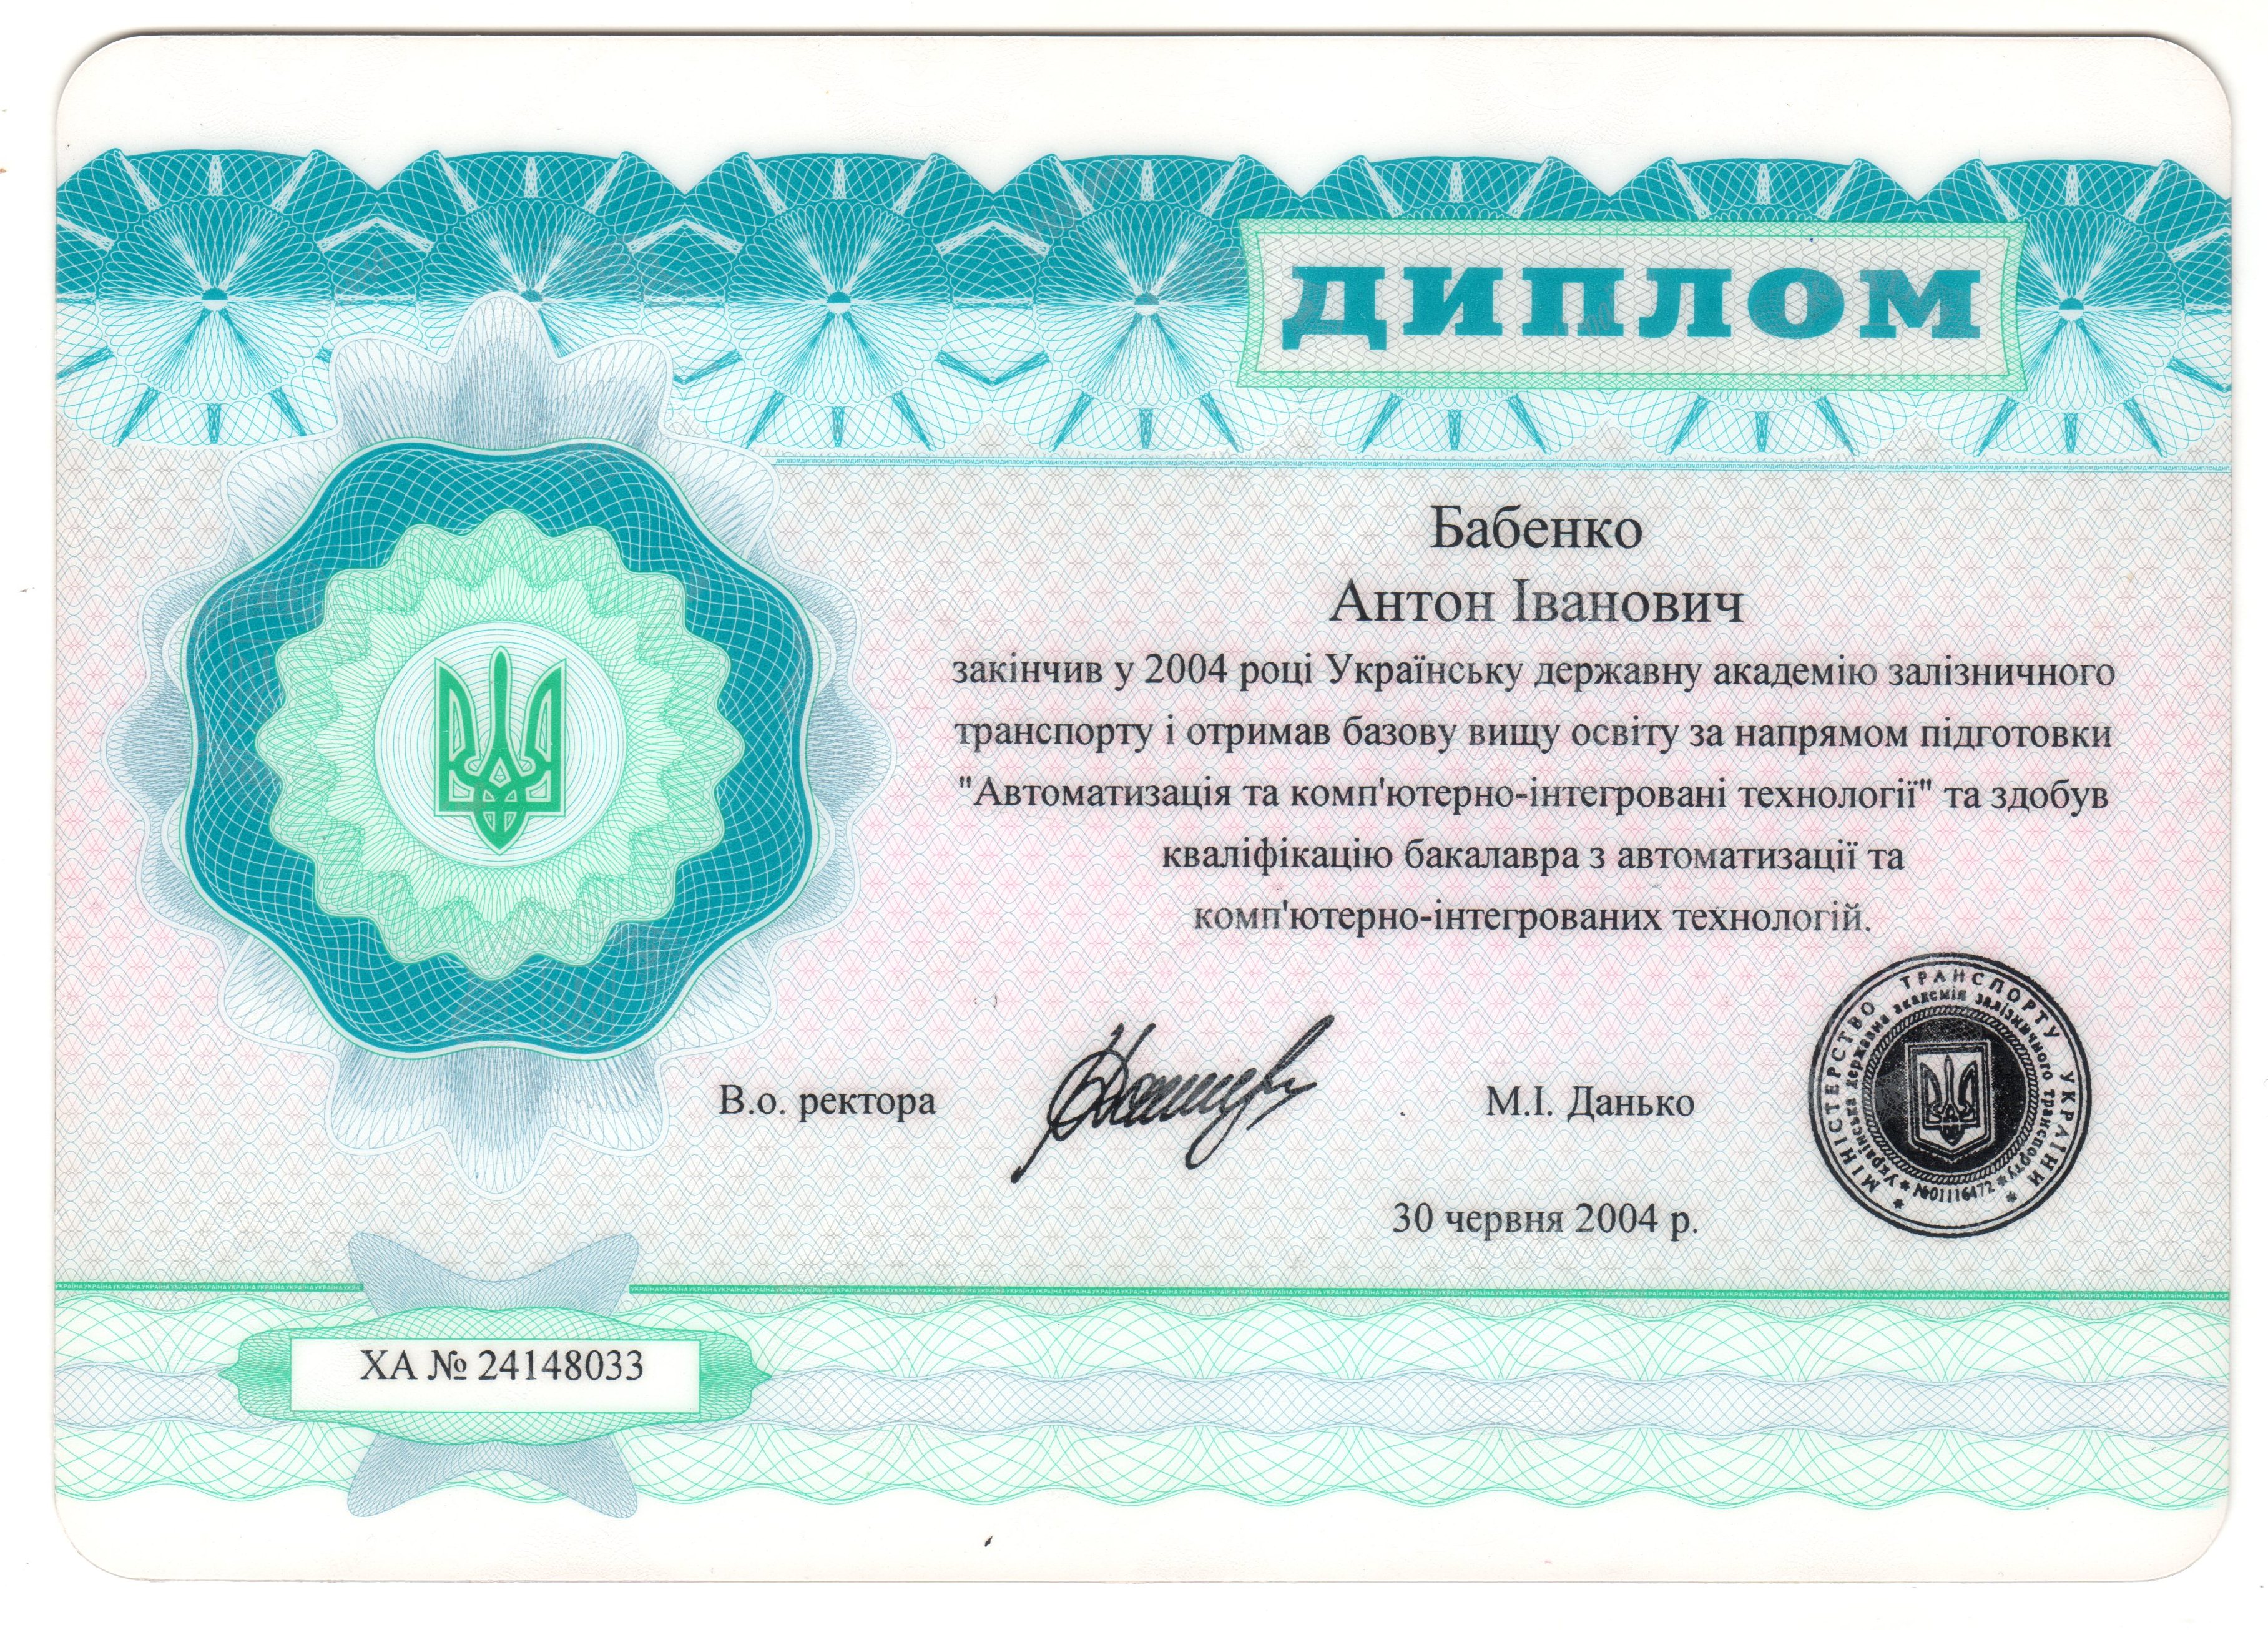 ДИПЛОМ
Бабенко
Антон Іванович
закінчив у 2004 році Українську державну академію залізничного
транспорту і отримав базову вищу освіту за напрямом підготовки
"Автоматизація та комп'ютерно-інтегровані технології" та здобув
кваліфікацію бакалавра з автоматизації та
комп'ютерно-інтегрованих технологій.
В.о. ректора М.І. Данько
МІНІСТЕРСТВО ТРАНСПОРТУ УКРАЇНИ
Українська державна академія залізничного транспорту
№01116472
30 червня 2004 р.
ХА № 24148033